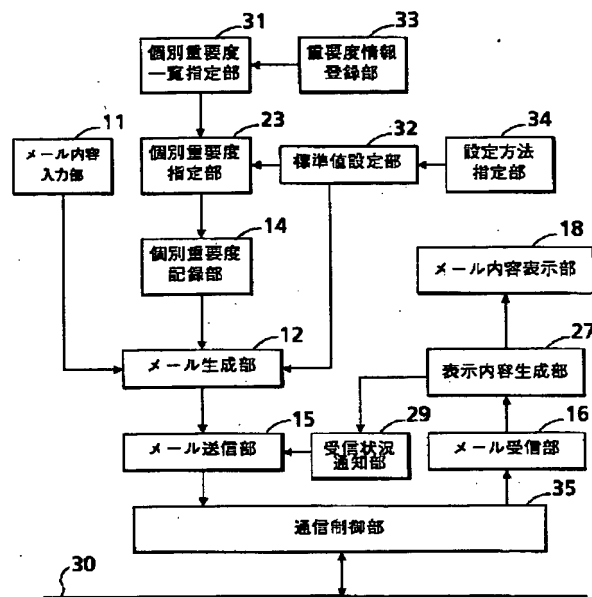 31
33
個別重要度
一覧指定部
重要度情報
登録部
11
23
32
34
メール内容
入力部
個別重要度
指定部
標準値設定部
設定方法
指定部
14
18
個別重要度
記録部
メール内容表示部
12
27
メール生成部
表示内容生成部
15
29
16
メール送信部
受信状況
通知部
メール受信部
35
通信制御部
30